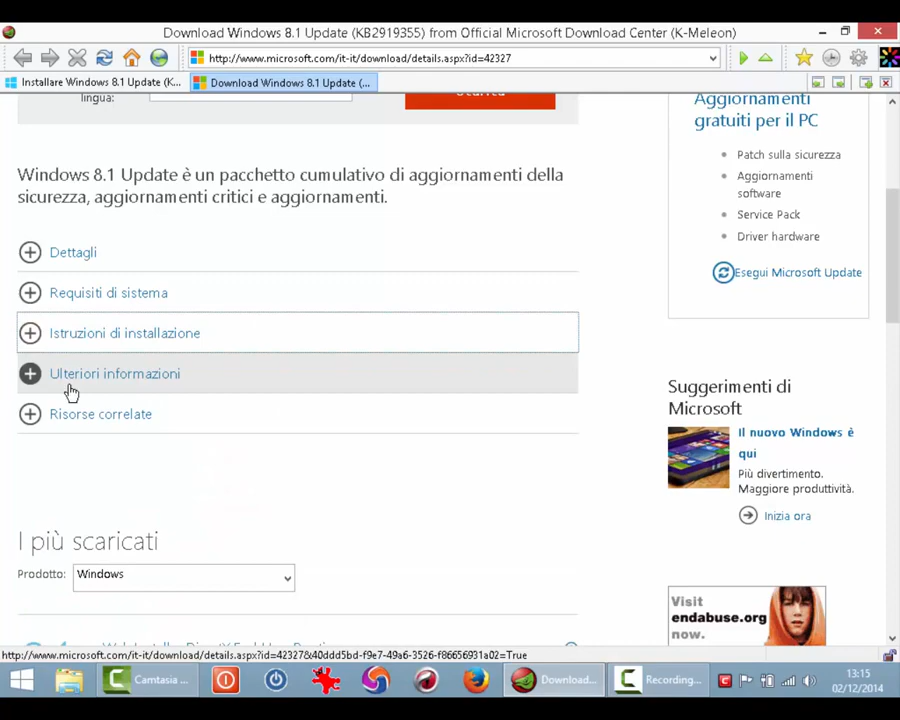 Download Windows 8.1 Update (KB2919355) from Official Microsoft Download Center (K-Meleon)
http://www.microsoft.com/it-it/download/details.aspx?id=42327
Installare Windows 8.1 Update (K...
Download Windows 8.1 Update (...
lingua:
Aggiornamenti
gratuiti per il PC
Patch sulla sicurezza
Aggiornamenti
software
Service Pack
Driver hardware
Esegui Microsoft Update
Windows 8.1 Update è un pacchetto cumulativo di aggiornamenti della
sicurezza, aggiornamenti critici e aggiornamenti.
Dettagli
Requisiti di sistema
Istruzioni di installazione
Ulteriori informazioni
Risorse correlate
Suggerimenti di
Microsoft
Il nuovo Windows è
qui
Più divertimento.
Maggiore produttività.
Inizia ora
I più scaricati
Prodotto:
Windows
Visit
endabuse.org
now.
http://www.microsoft.com/it-it/download/details.aspx?id=42327&40ddd5bd-f9e7-49a6-3526-f86656931a02=True
Camtasia ...
Download...
Recording...
13:15
02/12/2014